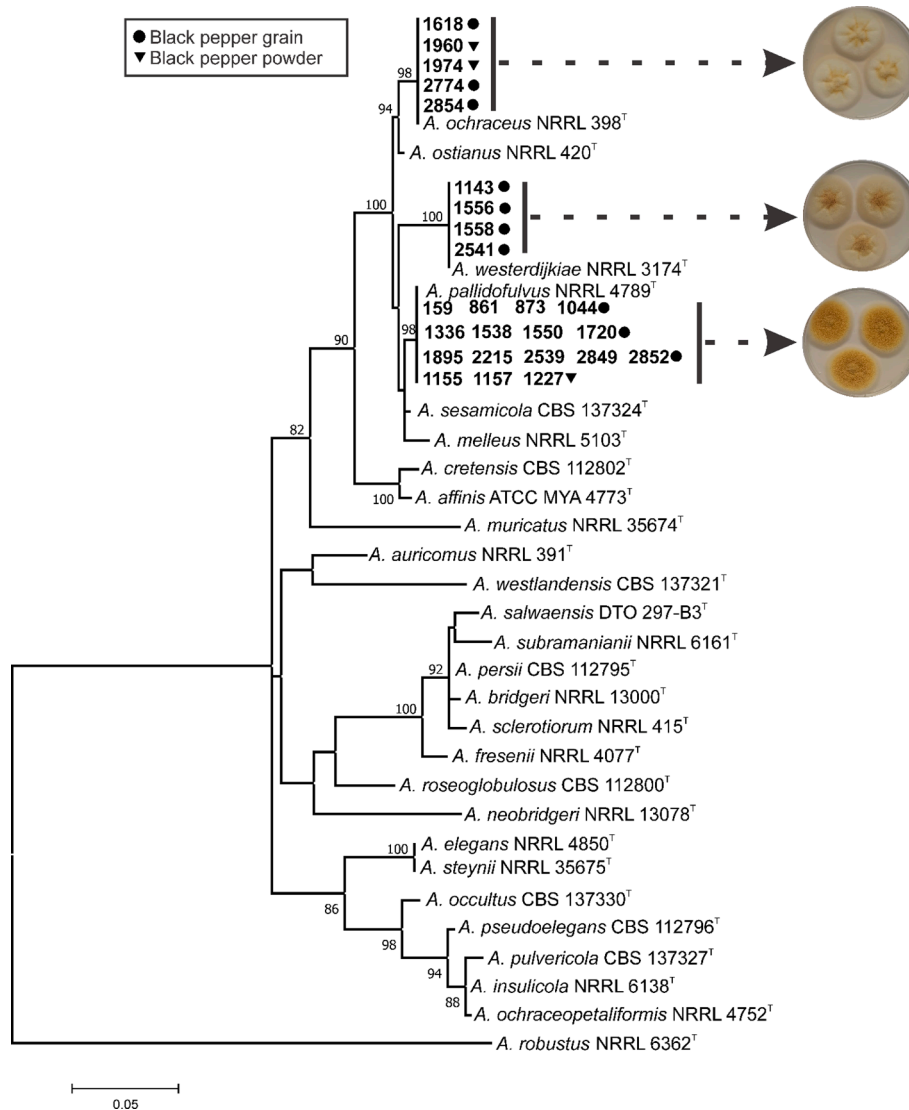 ● Black pepper grain
▼ Black pepper powder
1618 ●
1960 ▼
1974 ▼
2774 ●
2854 ●
98
A. ochraceus NRRL 398ᵀ
94
A. ostianus NRRL 420ᵀ
1143 ●
1556 ●
1558 ●
2541 ●
100
100
A. westerdijkiae NRRL 3174ᵀ
A. pallidofulvus NRRL 4789ᵀ
159 861 873 1044 ●
1336 1538 1550 1720 ●
1895 2215 2539 2849 2852 ●
1155 1157 1227 ▼
98
90
A. sesamicola CBS 137324ᵀ
A. melleus NRRL 5103ᵀ
82
A. cretensis CBS 112802ᵀ
100
A. affinis ATCC MYA 4773ᵀ
A. muricatus NRRL 35674ᵀ
A. auricomus NRRL 391ᵀ
A. westlandensis CBS 137321ᵀ
A. salwaensis DTO 297-B3ᵀ
A. subramanianii NRRL 6161ᵀ
92
A. persii CBS 112795ᵀ
A. bridgeri NRRL 13000ᵀ
100
A. sclerotiorum NRRL 415ᵀ
A. fresenii NRRL 4077ᵀ
A. roseoglobulosus CBS 112800ᵀ
A. neobridgeri NRRL 13078ᵀ
A. elegans NRRL 4850ᵀ
100
A. steynii NRRL 35675ᵀ
86
A. occultus CBS 137330ᵀ
A. pseudoelegans CBS 112796ᵀ
98
A. pulvericola CBS 137327ᵀ
94
A. insulicola NRRL 6138ᵀ
88
A. ochraceopetaliformis NRRL 4752ᵀ
A. robustus NRRL 6362ᵀ
0.05